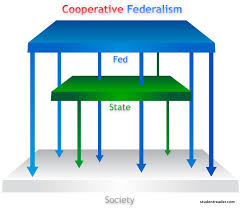 Cooperative Federalism
Fed
State
Society
studentreader.com